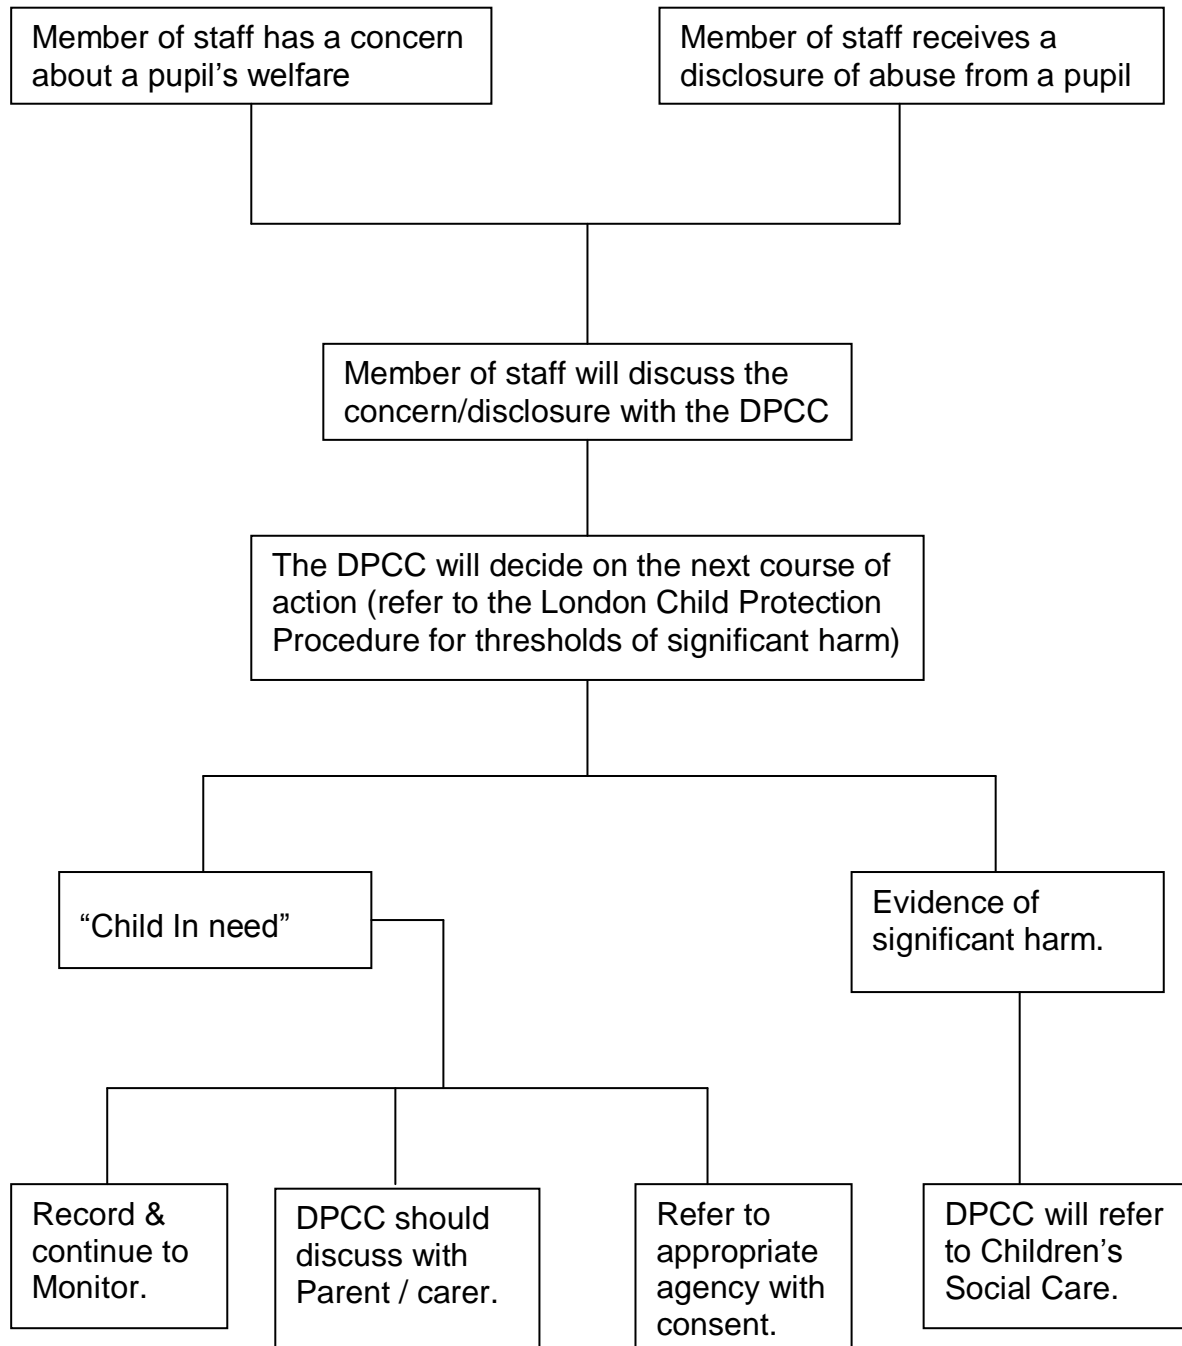 Member of staff has a concern
about a pupil’s welfare
Member of staff receives a
disclosure of abuse from a pupil
Member of staff will discuss the
concern/disclosure with the DPCC
The DPCC will decide on the next course of
action (refer to the London Child Protection
Procedure for thresholds of significant harm)
“Child In need”
Evidence of
significant harm.
Record &
continue to
Monitor.
DPCC should
discuss with
Parent / carer.
Refer to
appropriate
agency with
consent.
DPCC will refer
to Children’s
Social Care.